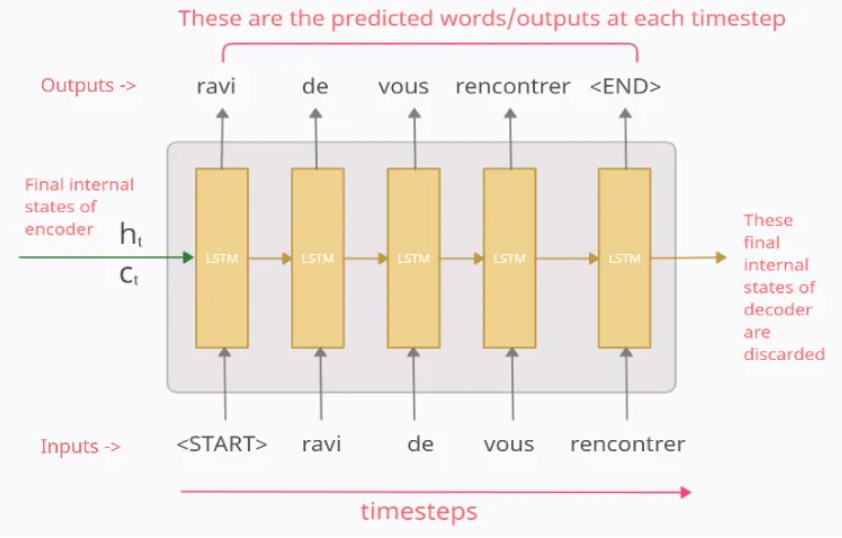 These are the predicted words/outputs at each timestep
Outputs -> ravi de vous rencontrer <END>
Final internal
states of
encoder
hₜ
cₜ
LSTM LSTM LSTM LSTM LSTM
These
final
internal
states of
decoder
are
discarded
Inputs -> <START> ravi de vous rencontrer
timesteps